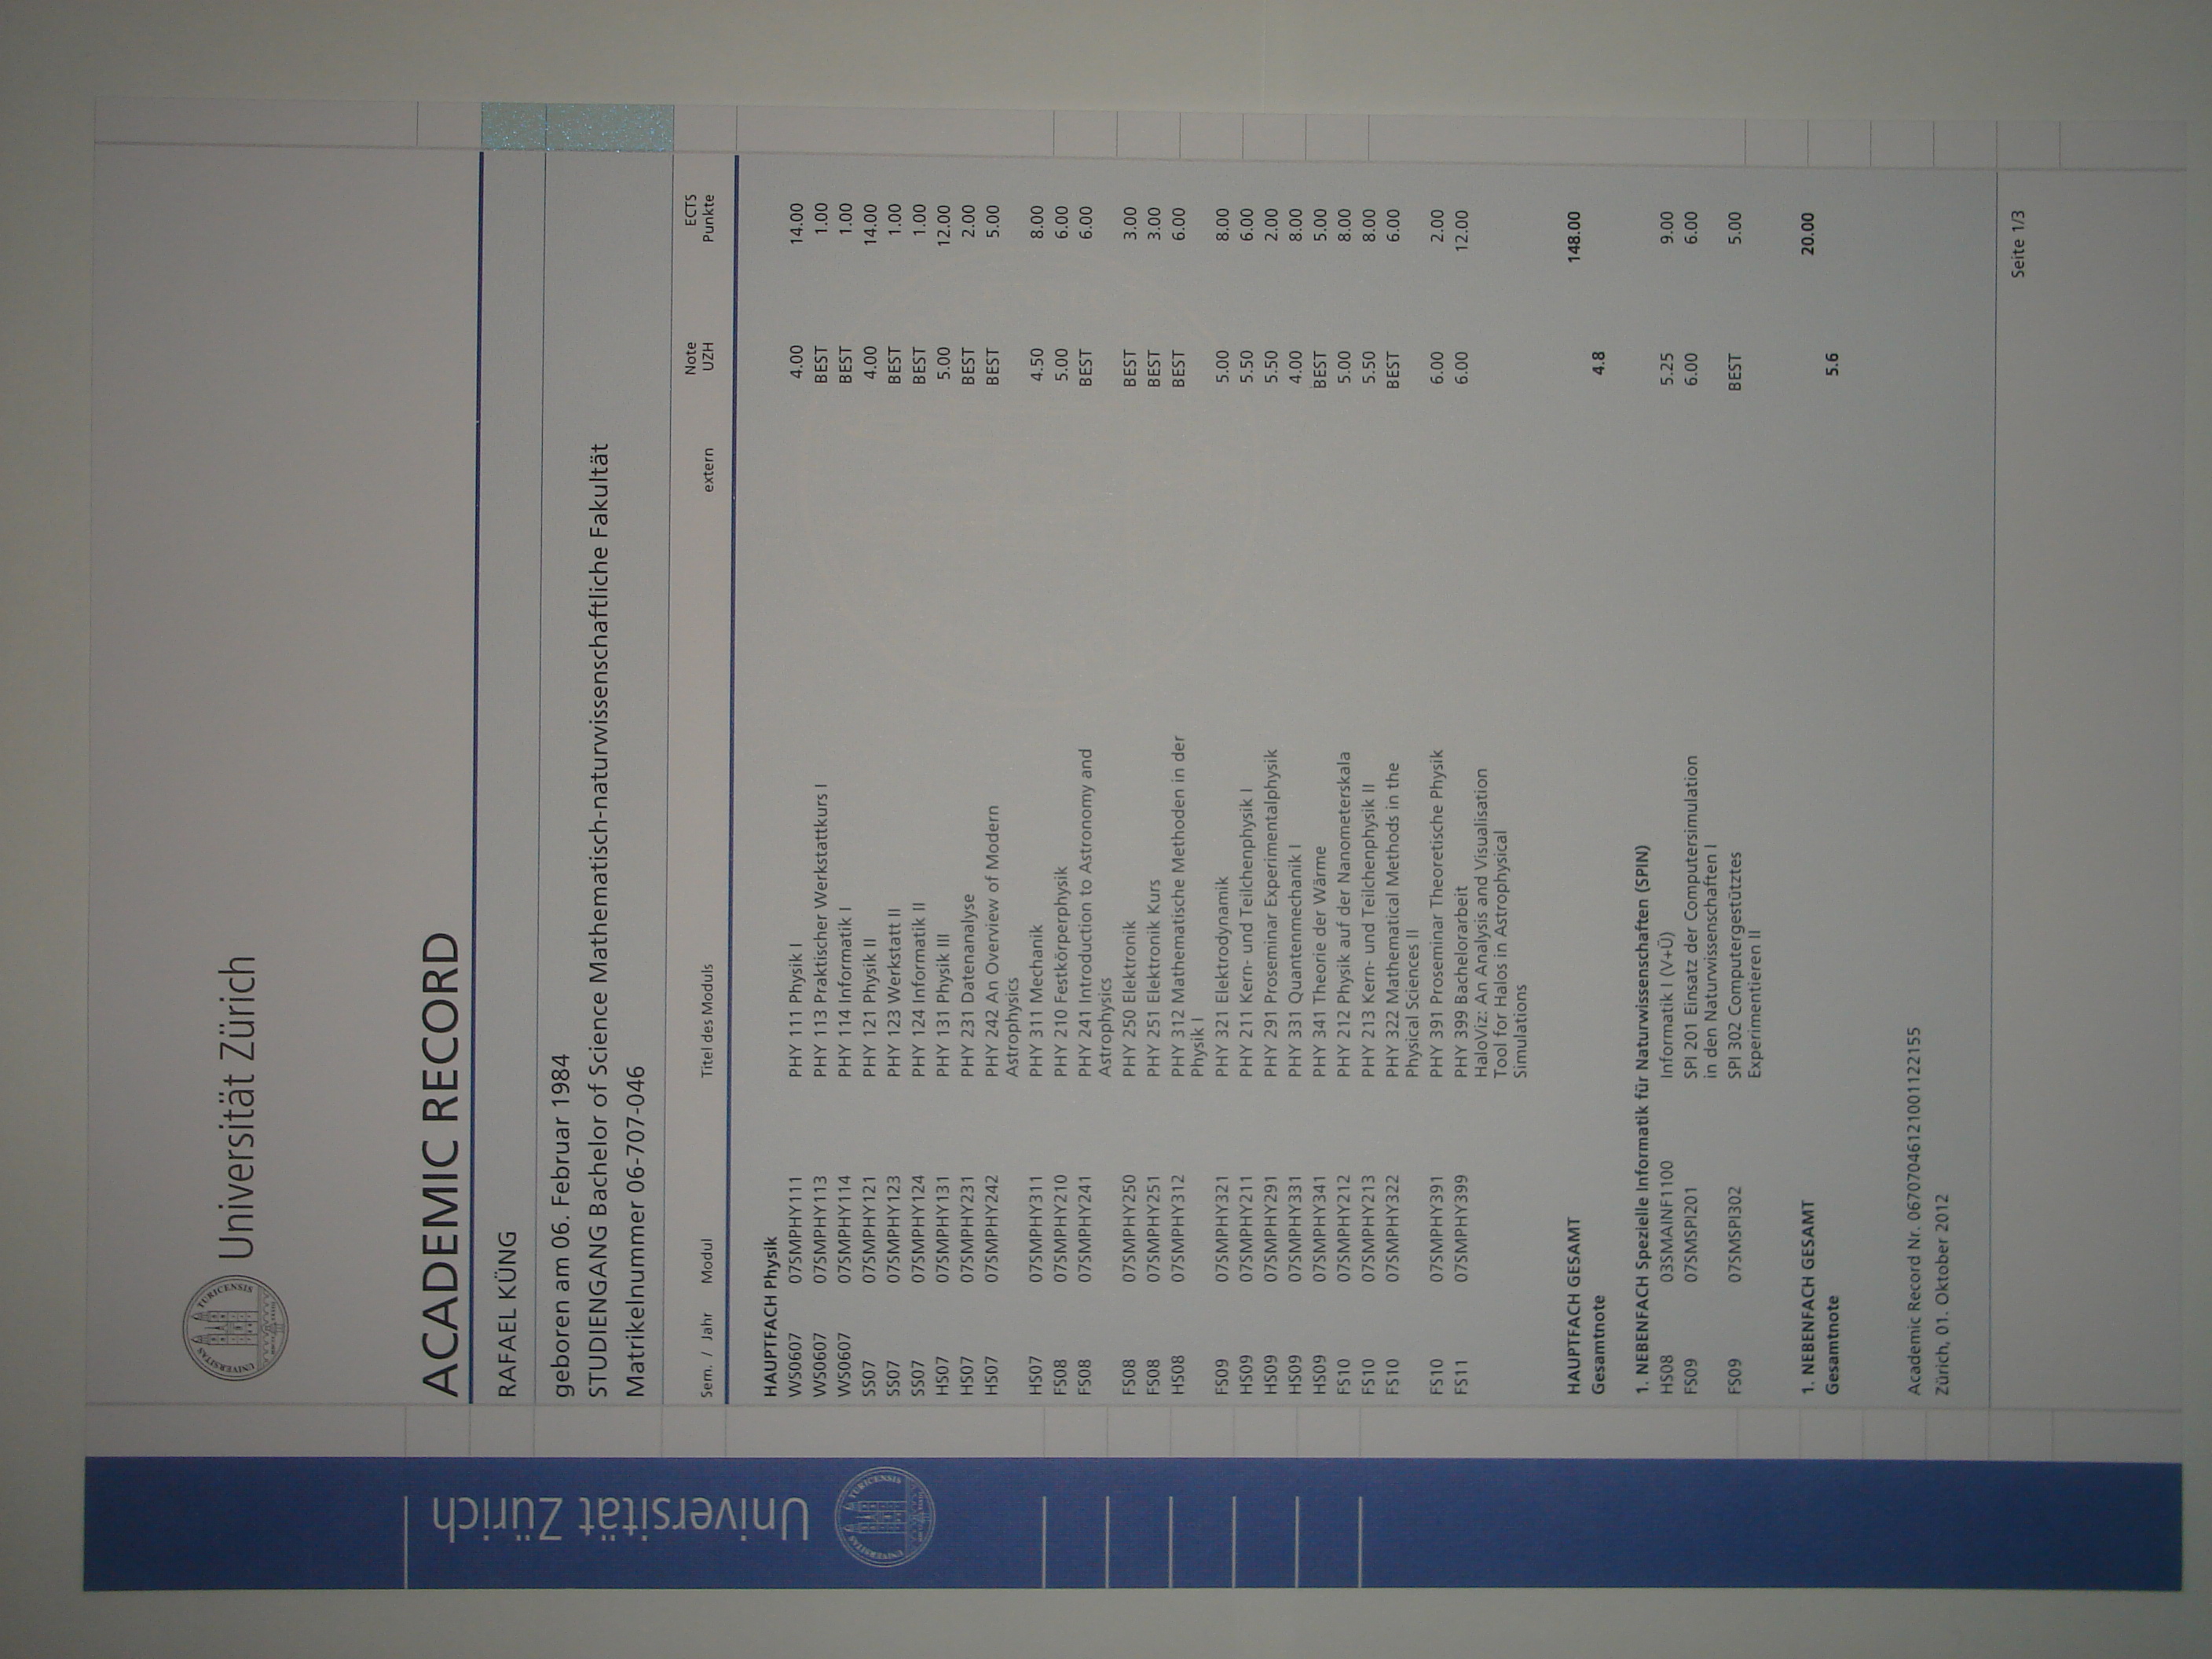 Universität Zürich
ACADEMIC RECORD
RAFAEL KÜNG
geboren am 06. Februar 1984
STUDIENGANG Bachelor of Science Mathematisch-naturwissenschaftliche Fakultät
Matrikelnummer 06-707-046
Sem. / Jahr Modul Titel des Moduls extern Note UZH ECTS Punkte
HAUPTFACH Physik
WS0607 07SMPHY111 PHY 111 Physik I 4.00 14.00
WS0607 07SMPHY113 PHY 113 Praktischer Werkstattkurs I BEST 1.00
WS0607 07SMPHY114 PHY 114 Informatik I BEST 1.00
SS07 07SMPHY121 PHY 121 Physik II 4.00 14.00
SS07 07SMPHY123 PHY 123 Werkstatt II BEST 1.00
SS07 07SMPHY124 PHY 124 Informatik II BEST 1.00
HS07 07SMPHY131 PHY 131 Physik III 5.00 12.00
HS07 07SMPHY231 PHY 231 Datenanalyse BEST 2.00
HS07 07SMPHY242 PHY 242 An Overview of Modern BEST 5.00
Astrophysics
HS07 07SMPHY311 PHY 311 Mechanik 4.50 8.00
FS08 07SMPHY210 PHY 210 Festkörperphysik 5.00 6.00
FS08 07SMPHY241 PHY 241 Introduction to Astronomy and BEST 6.00
Astrophysics
FS08 07SMPHY250 PHY 250 Elektronik BEST 3.00
FS08 07SMPHY251 PHY 251 Elektronik Kurs BEST 3.00
HS08 07SMPHY312 PHY 312 Mathematische Methoden in der BEST 6.00
Physik I
FS09 07SMPHY321 PHY 321 Elektrodynamik 5.00 8.00
HS09 07SMPHY211 PHY 211 Kern- und Teilchenphysik I 5.50 6.00
HS09 07SMPHY291 PHY 291 Proseminar Experimentalphysik 5.50 2.00
HS09 07SMPHY331 PHY 331 Quantenmechanik I 4.00 8.00
HS09 07SMPHY341 PHY 341 Theorie der Wärme BEST 5.00
FS10 07SMPHY212 PHY 212 Physik auf der Nanometerskala 5.00 8.00
FS10 07SMPHY213 PHY 213 Kern- und Teilchenphysik II 5.50 8.00
FS10 07SMPHY322 PHY 322 Mathematical Methods in the BEST 6.00
Physical Sciences II
FS10 07SMPHY391 PHY 391 Proseminar Theoretische Physik 6.00 2.00
FS11 07SMPHY399 PHY 399 Bachelorarbeit 6.00 12.00
HaloViz: An Analysis and Visualisation
Tool for Halos in Astrophysical
Simulations
HAUPTFACH GESAMT 148.00
Gesamtnote 4.8
1. NEBENFACH Spezielle Informatik für Naturwissenschaften (SPIN)
HS08 03SMAINF1100 Informatik I (V+Ü) 5.25 9.00
FS09 07SMSPI201 SPI 201 Einsatz der Computersimulation 6.00 6.00
in den Naturwissenschaften I
FS09 07SMSPI302 SPI 302 Computergestütztes BEST 5.00
Experimentieren II
1. NEBENFACH GESAMT 20.00
Gesamtnote 5.6
Academic Record Nr. 06707046121001122155
Zürich, 01. Oktober 2012
Seite 1/3
Universität Zürich